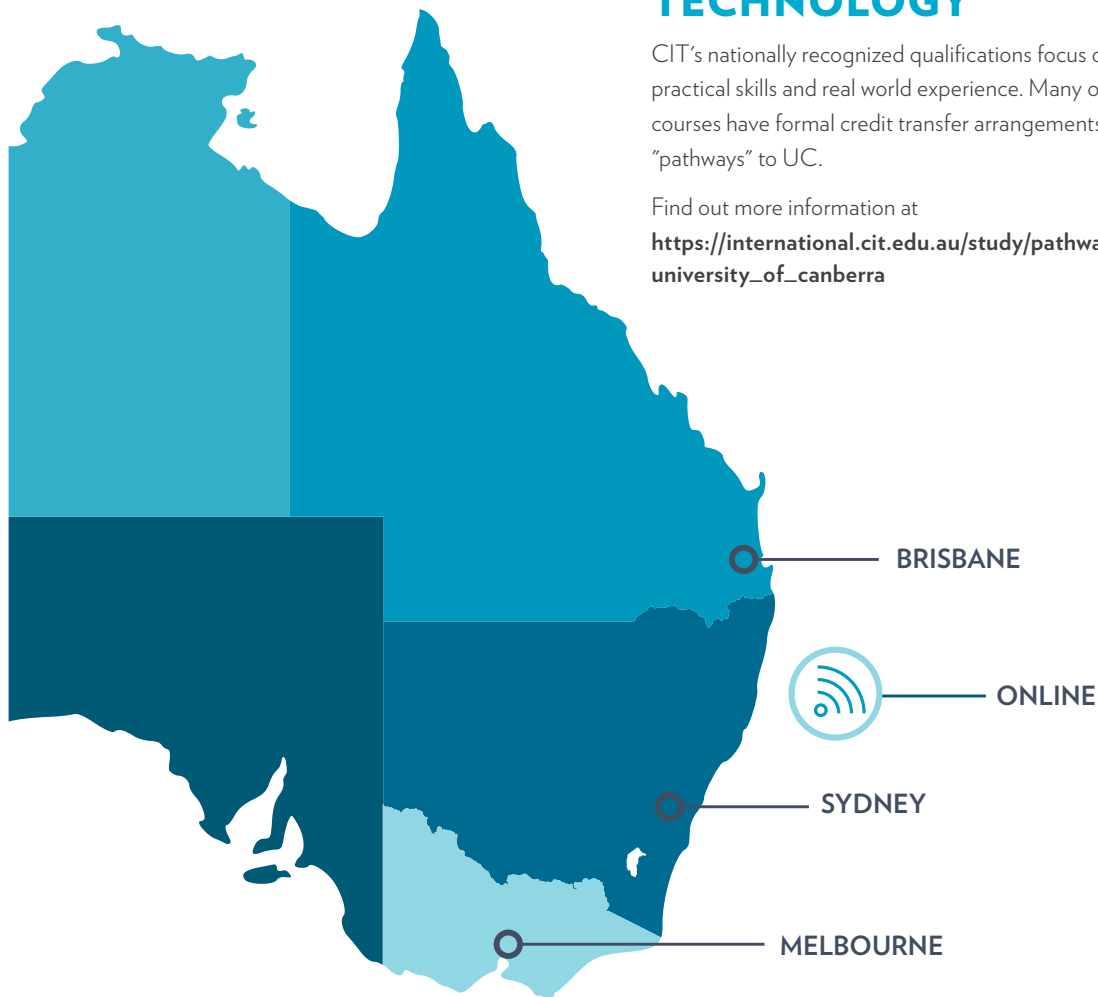 TECHNOLOGY
CIT's nationally recognized qualifications focus
practical skills and real world experience. Many
courses have formal credit transfer arrangements
"pathways" to UC.
Find out more information at
https://international.cit.edu.au/study/pathwa
university_of_canberra
BRISBANE
ONLINE
SYDNEY
MELBOURNE